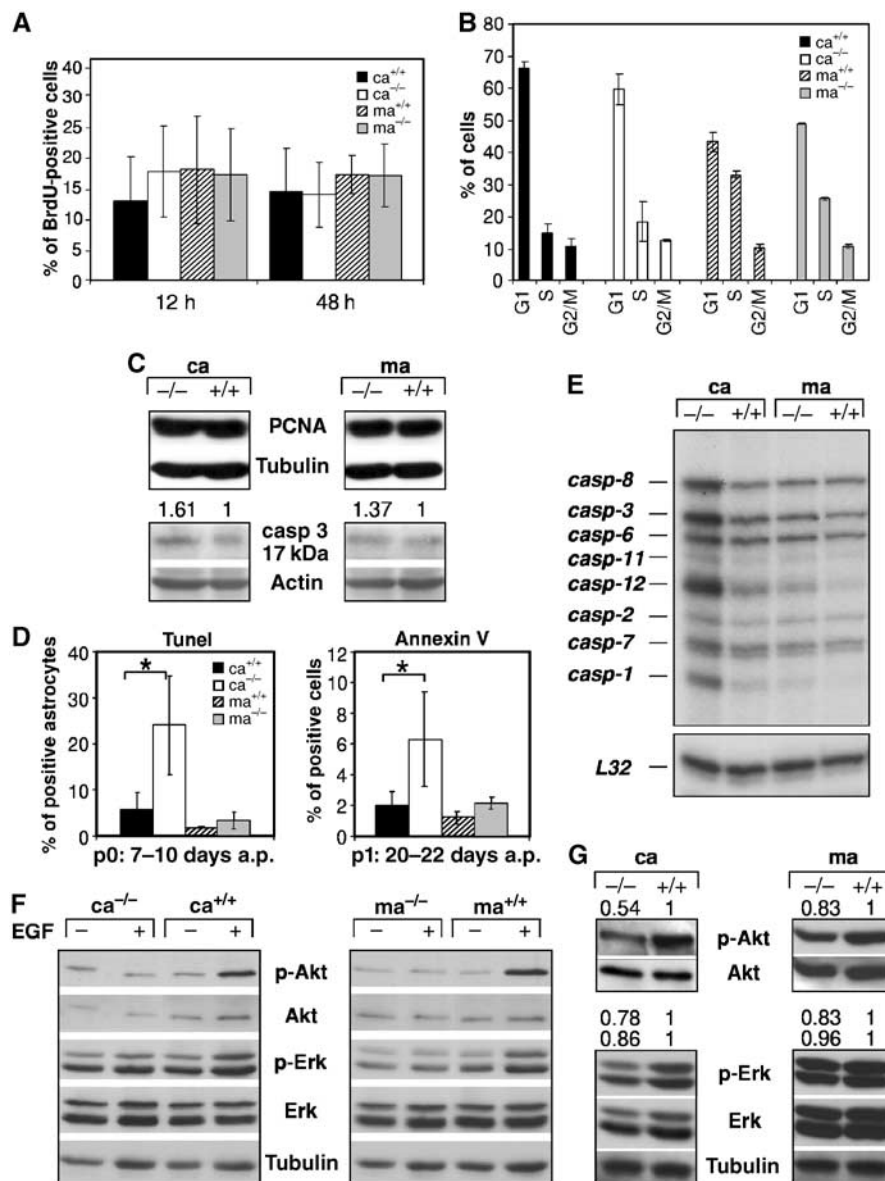 A
% of BrdU-positive cells
40
35
30
25
20
15
10
5
0
ca+/+
ca−/−
ma+/+
ma−/−
12 h
48 h
B
% of cells
80
70
60
50
40
30
20
10
0
ca+/+
ca−/−
ma+/+
ma−/−
G1 S G2/M G1 S G2/M G1 S G2/M G1 S G2/M
C
ca
−/− +/+
ma
−/− +/+
PCNA
Tubulin
1.61 1
1.37 1
casp 3
17 kDa
Actin
D
Tunel
% of positive astrocytes
40
30
20
10
0
*
ca+/+
ca−/−
ma+/+
ma−/−
p0: 7–10 days a.p.
Annexin V
% of positive cells
12
10
8
6
4
2
0
*
p1: 20–22 days a.p.
E
ca ma
−/− +/+ −/− +/+
casp-8
casp-3
casp-6
casp-11
casp-12
casp-2
casp-7
casp-1
L32
F
ca−/− ca+/+
ma−/− ma+/+
EGF − + − +
− + − +
p-Akt
Akt
p-Erk
Erk
Tubulin
G
ca
−/− +/+
0.54 1
ma
−/− +/+
0.83 1
p-Akt
Akt
0.78 1
0.86 1
0.83 1
0.96 1
p-Erk
Erk
Tubulin